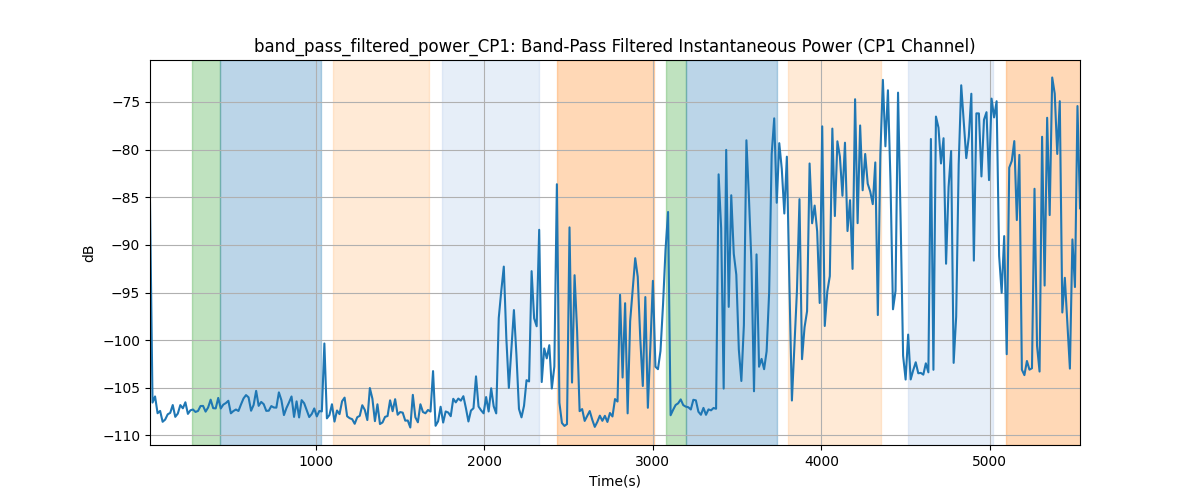 band_pass_filtered_power_CP1: Band-Pass Filtered Instantaneous Power (CP1 Channel)
−75
−80
−85
−90
−95
−100
−105
−110
dB
1000 2000 3000 4000 5000
Time(s)